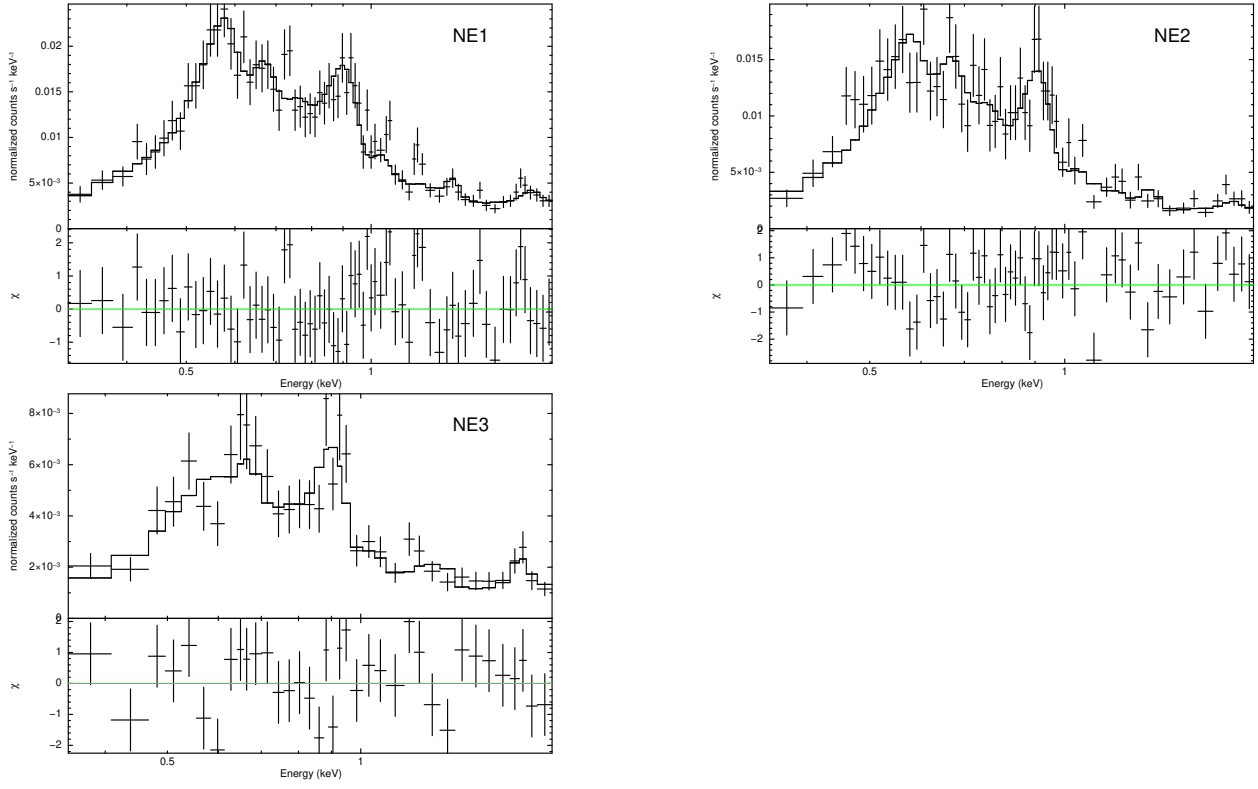 NE1
normalized counts s⁻¹ keV⁻¹
0.02
0.015
0.01
5×10⁻³
0
χ
2
1
0
−1
0.5
1
Energy (keV)
NE2
normalized counts s⁻¹ keV⁻¹
0.015
0.01
5×10⁻³
0
χ
2
1
0
−1
−2
0.5
1
Energy (keV)
NE3
normalized counts s⁻¹ keV⁻¹
8×10⁻³
6×10⁻³
4×10⁻³
2×10⁻³
0
χ
2
1
0
−1
−2
0.5
1
Energy (keV)